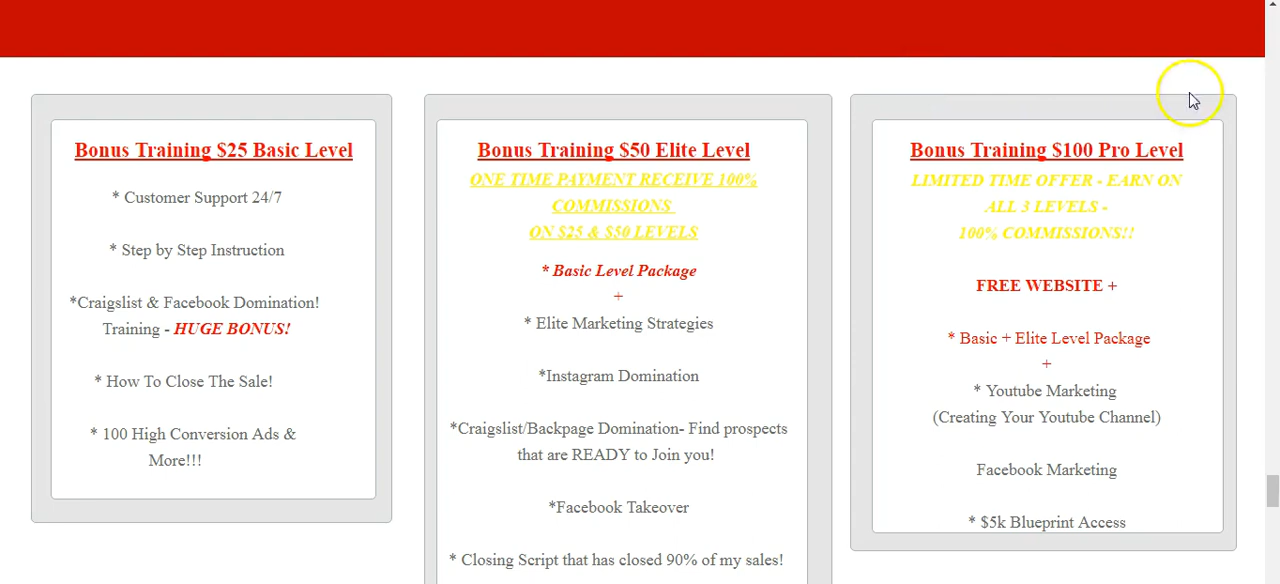 Bonus Training $25 Basic Level
* Customer Support 24/7
* Step by Step Instruction
*Craigslist & Facebook Domination!
Training - HUGE BONUS!
* How To Close The Sale!
* 100 High Conversion Ads &
More!!!
Bonus Training $50 Elite Level
ONE TIME PAYMENT RECEIVE 100%
COMMISSIONS
ON $25 & $50 LEVELS
* Basic Level Package
+
* Elite Marketing Strategies
*Instagram Domination
*Craigslist/Backpage Domination- Find prospects
that are READY to Join you!
*Facebook Takeover
* Closing Script that has closed 90% of my sales!
Bonus Training $100 Pro Level
LIMITED TIME OFFER - EARN ON
ALL 3 LEVELS -
100% COMMISSIONS!!
FREE WEBSITE +
* Basic + Elite Level Package
+
* Youtube Marketing
(Creating Your Youtube Channel)
Facebook Marketing
* $5k Blueprint Access